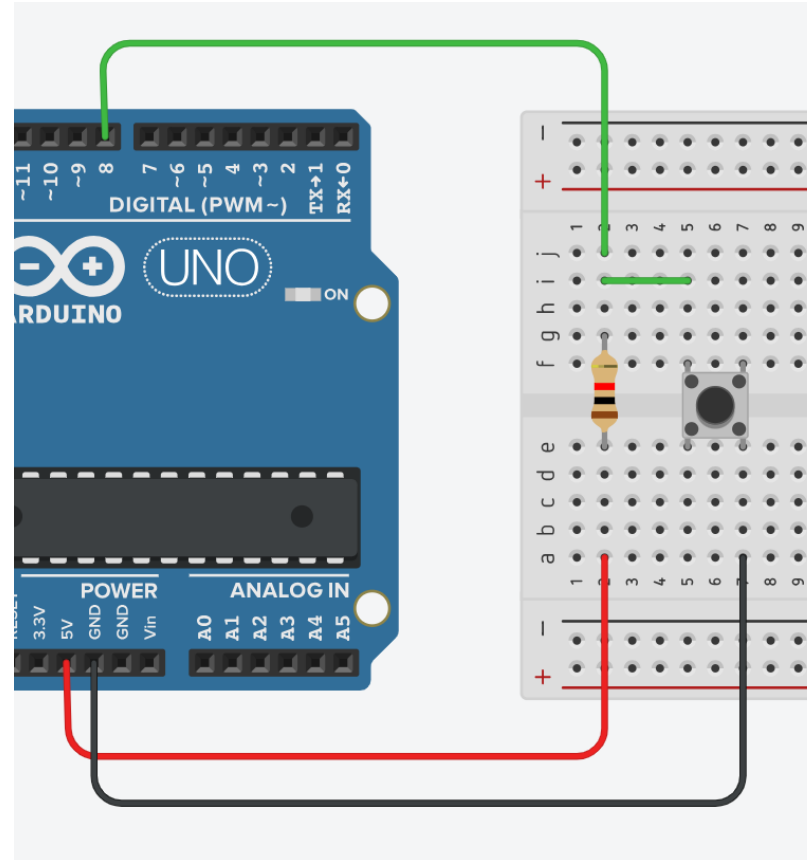 ~11 ~10 ~9 8 7 ~6 ~5 4 ~3 2 TX→1 RX←0
DIGITAL (PWM~)
UNO
ON
ARDUINO
POWER ANALOG IN
3.3V 5V GND GND Vin A0 A1 A2 A3 A4 A5
− +
1 2 3 4 5 6 7 8 9
j
i
h
g
f
e
d
c
b
a
1 2 3 4 5 6 7 8 9
− +